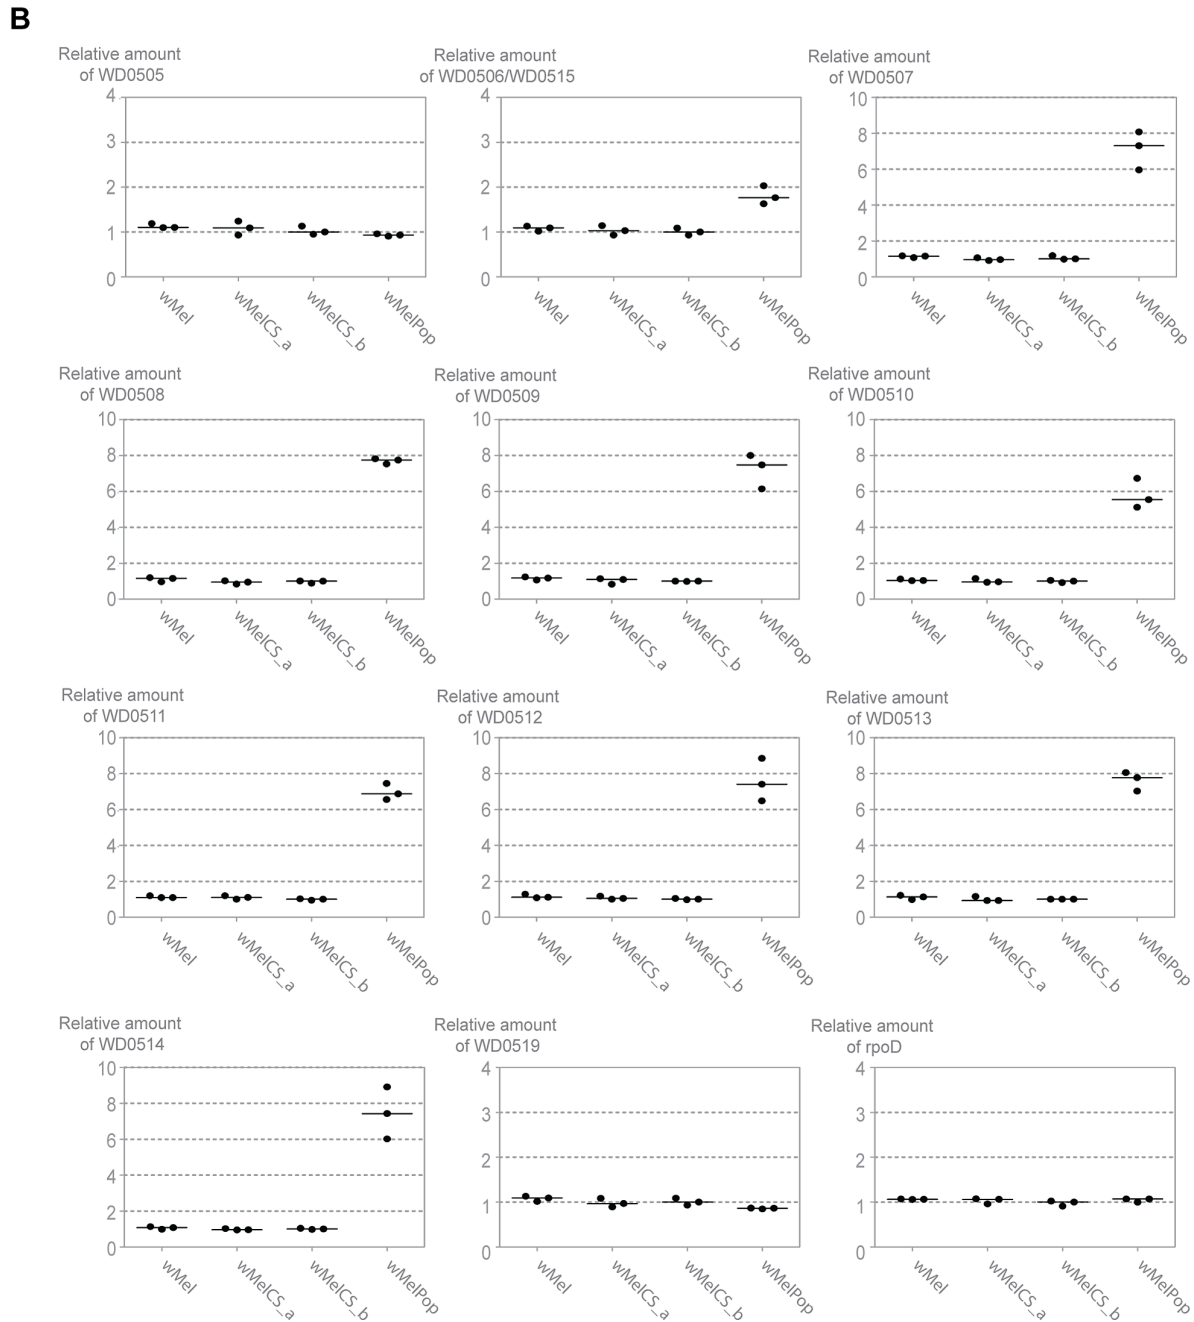 B
Relative amount
of WD0505
4
3
2
1
0
wMel
wMelCS_a
wMelCS_b
wMelPop
Relative amount
of WD0506/WD0515
4
3
2
1
0
wMel
wMelCS_a
wMelCS_b
wMelPop
Relative amount
of WD0507
10
8
6
4
2
0
wMel
wMelCS_a
wMelCS_b
wMelPop
Relative amount
of WD0508
10
8
6
4
2
0
wMel
wMelCS_a
wMelCS_b
wMelPop
Relative amount
of WD0509
10
8
6
4
2
0
wMel
wMelCS_a
wMelCS_b
wMelPop
Relative amount
of WD0510
10
8
6
4
2
0
wMel
wMelCS_a
wMelCS_b
wMelPop
Relative amount
of WD0511
10
8
6
4
2
0
wMel
wMelCS_a
wMelCS_b
wMelPop
Relative amount
of WD0512
10
8
6
4
2
0
wMel
wMelCS_a
wMelCS_b
wMelPop
Relative amount
of WD0513
10
8
6
4
2
0
wMel
wMelCS_a
wMelCS_b
wMelPop
Relative amount
of WD0514
10
8
6
4
2
0
wMel
wMelCS_a
wMelCS_b
wMelPop
Relative amount
of WD0519
4
3
2
1
0
wMel
wMelCS_a
wMelCS_b
wMelPop
Relative amount
of rpoD
4
3
2
1
0
wMel
wMelCS_a
wMelCS_b
wMelPop